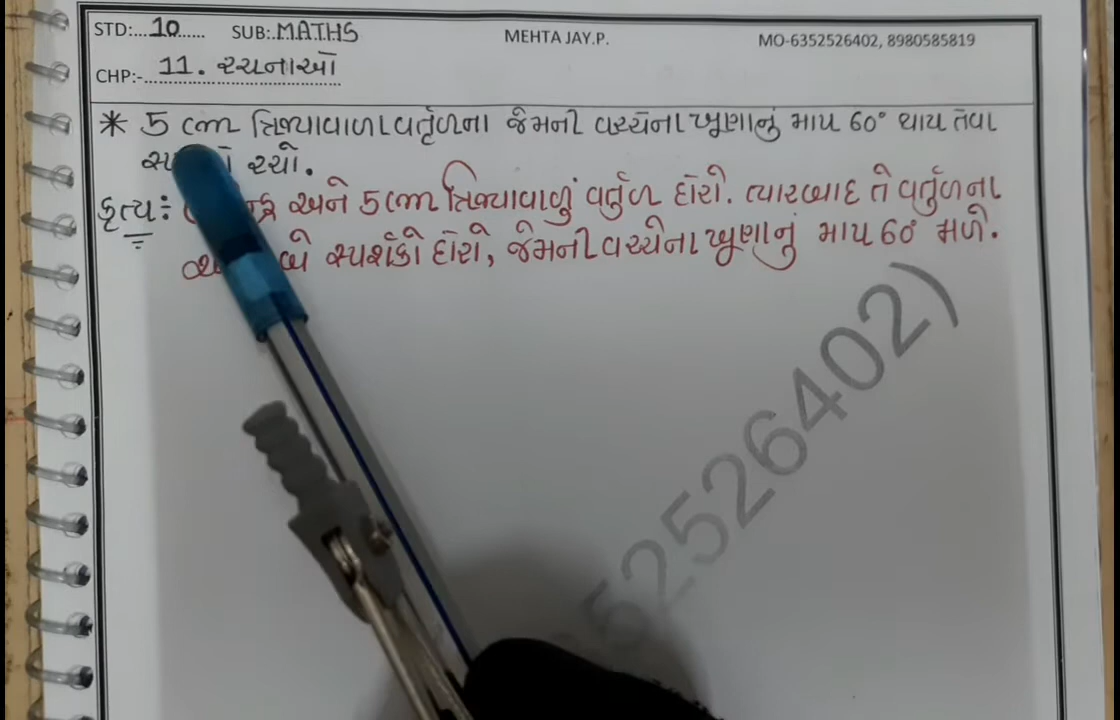 STD:...10...... SUB:.MATHS MEHTA JAY.P. MO-6352526402, 8980585819
CHP:-...11. રચનાઓ
* 5 cm ત્રિજ્યાવાળા વર્તુળના જેમની વચ્ચેના ખૂણાનું માપ 60° થાય તેવા
રચો.
કૃત્ય: અને 5 cm ત્રિજ્યાવાળું વર્તુળ દોરો. ત્યારબાદ તે વર્તુળના
બે સ્પર્શકો દોરો, જેમની વચ્ચેના ખૂણાનું માપ 60° મળે.
52526402)